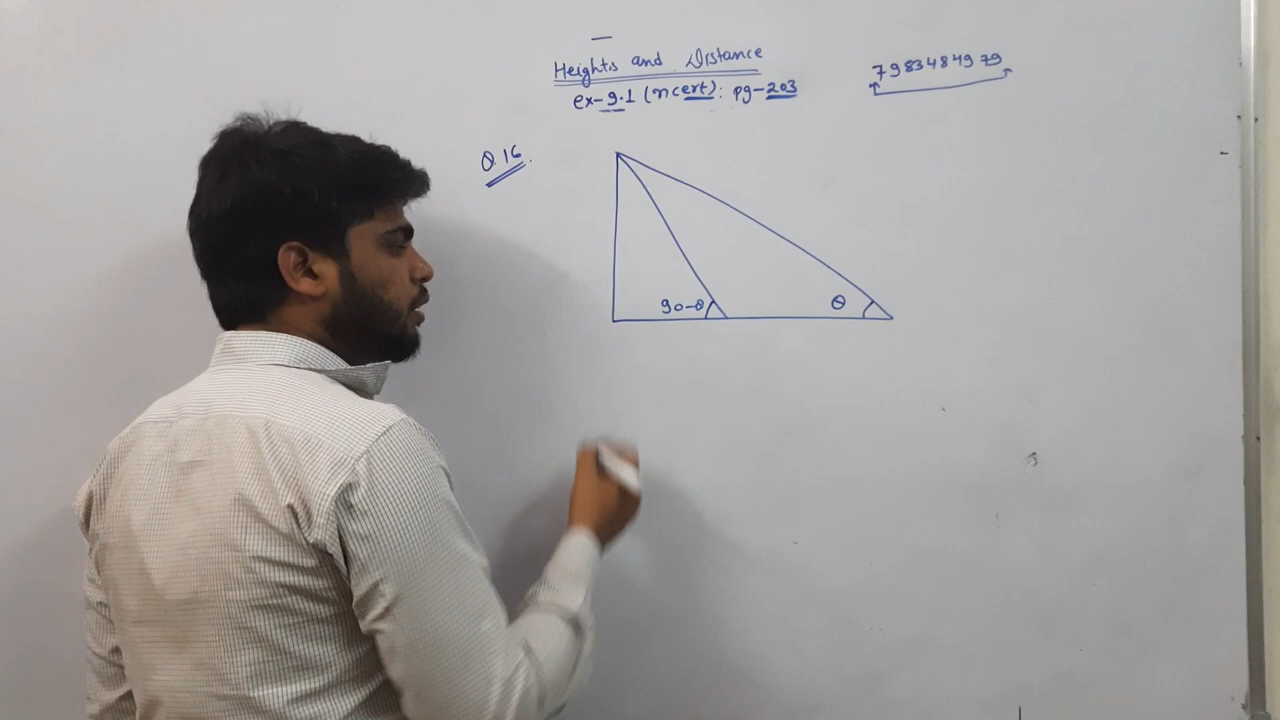 Heights and Distance
ex-9.1 (ncert): pg-203
7983484979
Q.16.
90-θ
θ